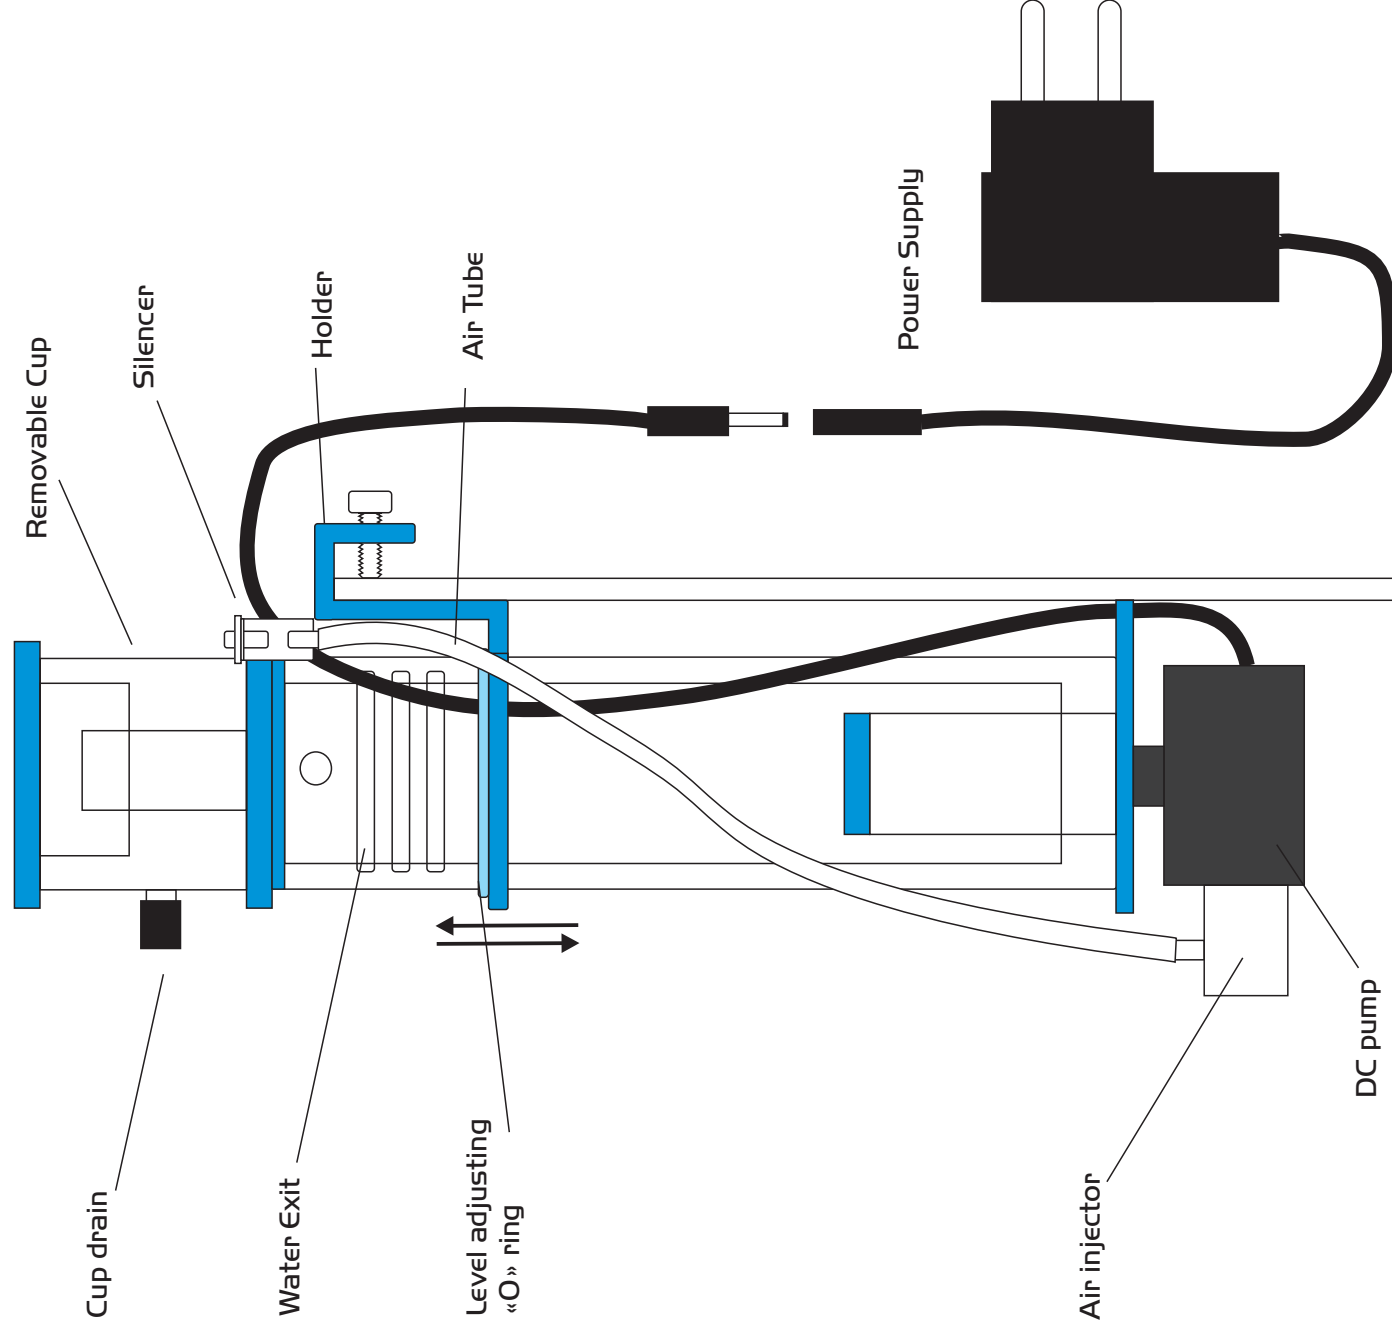 Removable Cup
Silencer
Holder
Air Tube
Power Supply
Cup drain
Water Exit
Level adjusting
«O» ring
Air injector
DC pump